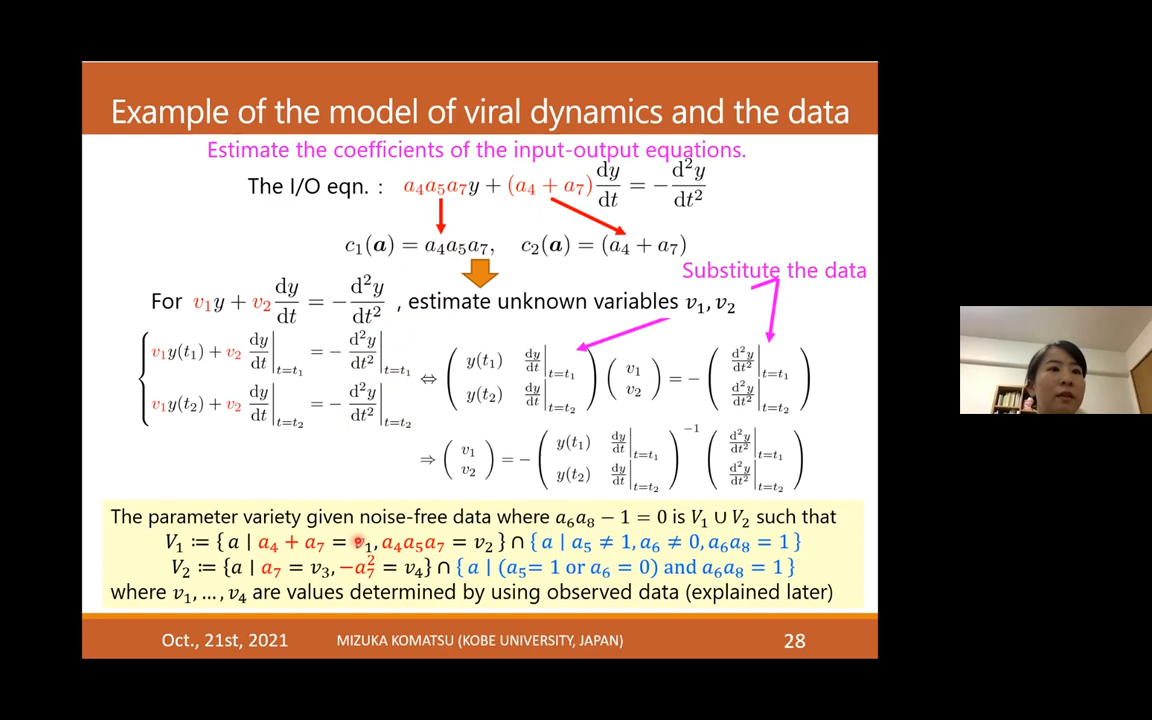 Example of the model of viral dynamics and the data
Estimate the coefficients of the input-output equations.
The I/O eqn. : a₄a₅a₇y + (a₄ + a₇) dy/dt = − d²y/dt²
c₁(𝒂) = a₄a₅a₇, c₂(𝒂) = (a₄ + a₇)
Substitute the data
For v₁y + v₂ dy/dt = − d²y/dt² , estimate unknown variables v₁, v₂
{ v₁y(t₁) + v₂ dy/dt|t=t₁ = − d²y/dt²|t=t₁
v₁y(t₂) + v₂ dy/dt|t=t₂ = − d²y/dt²|t=t₂
⇔ ( y(t₁) dy/dt|t=t₁ ; y(t₂) dy/dt|t=t₂ ) ( v₁ ; v₂ ) = − ( d²y/dt²|t=t₁ ; d²y/dt²|t=t₂ )
⇒ ( v₁ ; v₂ ) = − ( y(t₁) dy/dt|t=t₁ ; y(t₂) dy/dt|t=t₂ )⁻¹ ( d²y/dt²|t=t₁ ; d²y/dt²|t=t₂ )
The parameter variety given noise-free data where a₆a₈ − 1 = 0 is V₁ ∪ V₂ such that
V₁ ≔ { a | a₄ + a₇ = v₁, a₄a₅a₇ = v₂ } ∩ { a | a₅ ≠ 1, a₆ ≠ 0, a₆a₈ = 1 }
V₂ ≔ {a | a₇ = v₃, −a₇² = v₄} ∩ { a | (a₅= 1 or a₆ = 0) and a₆a₈ = 1 }
where v₁, ..., v₄ are values determined by using observed data (explained later)
Oct., 21st, 2021 MIZUKA KOMATSU (KOBE UNIVERSITY, JAPAN) 28